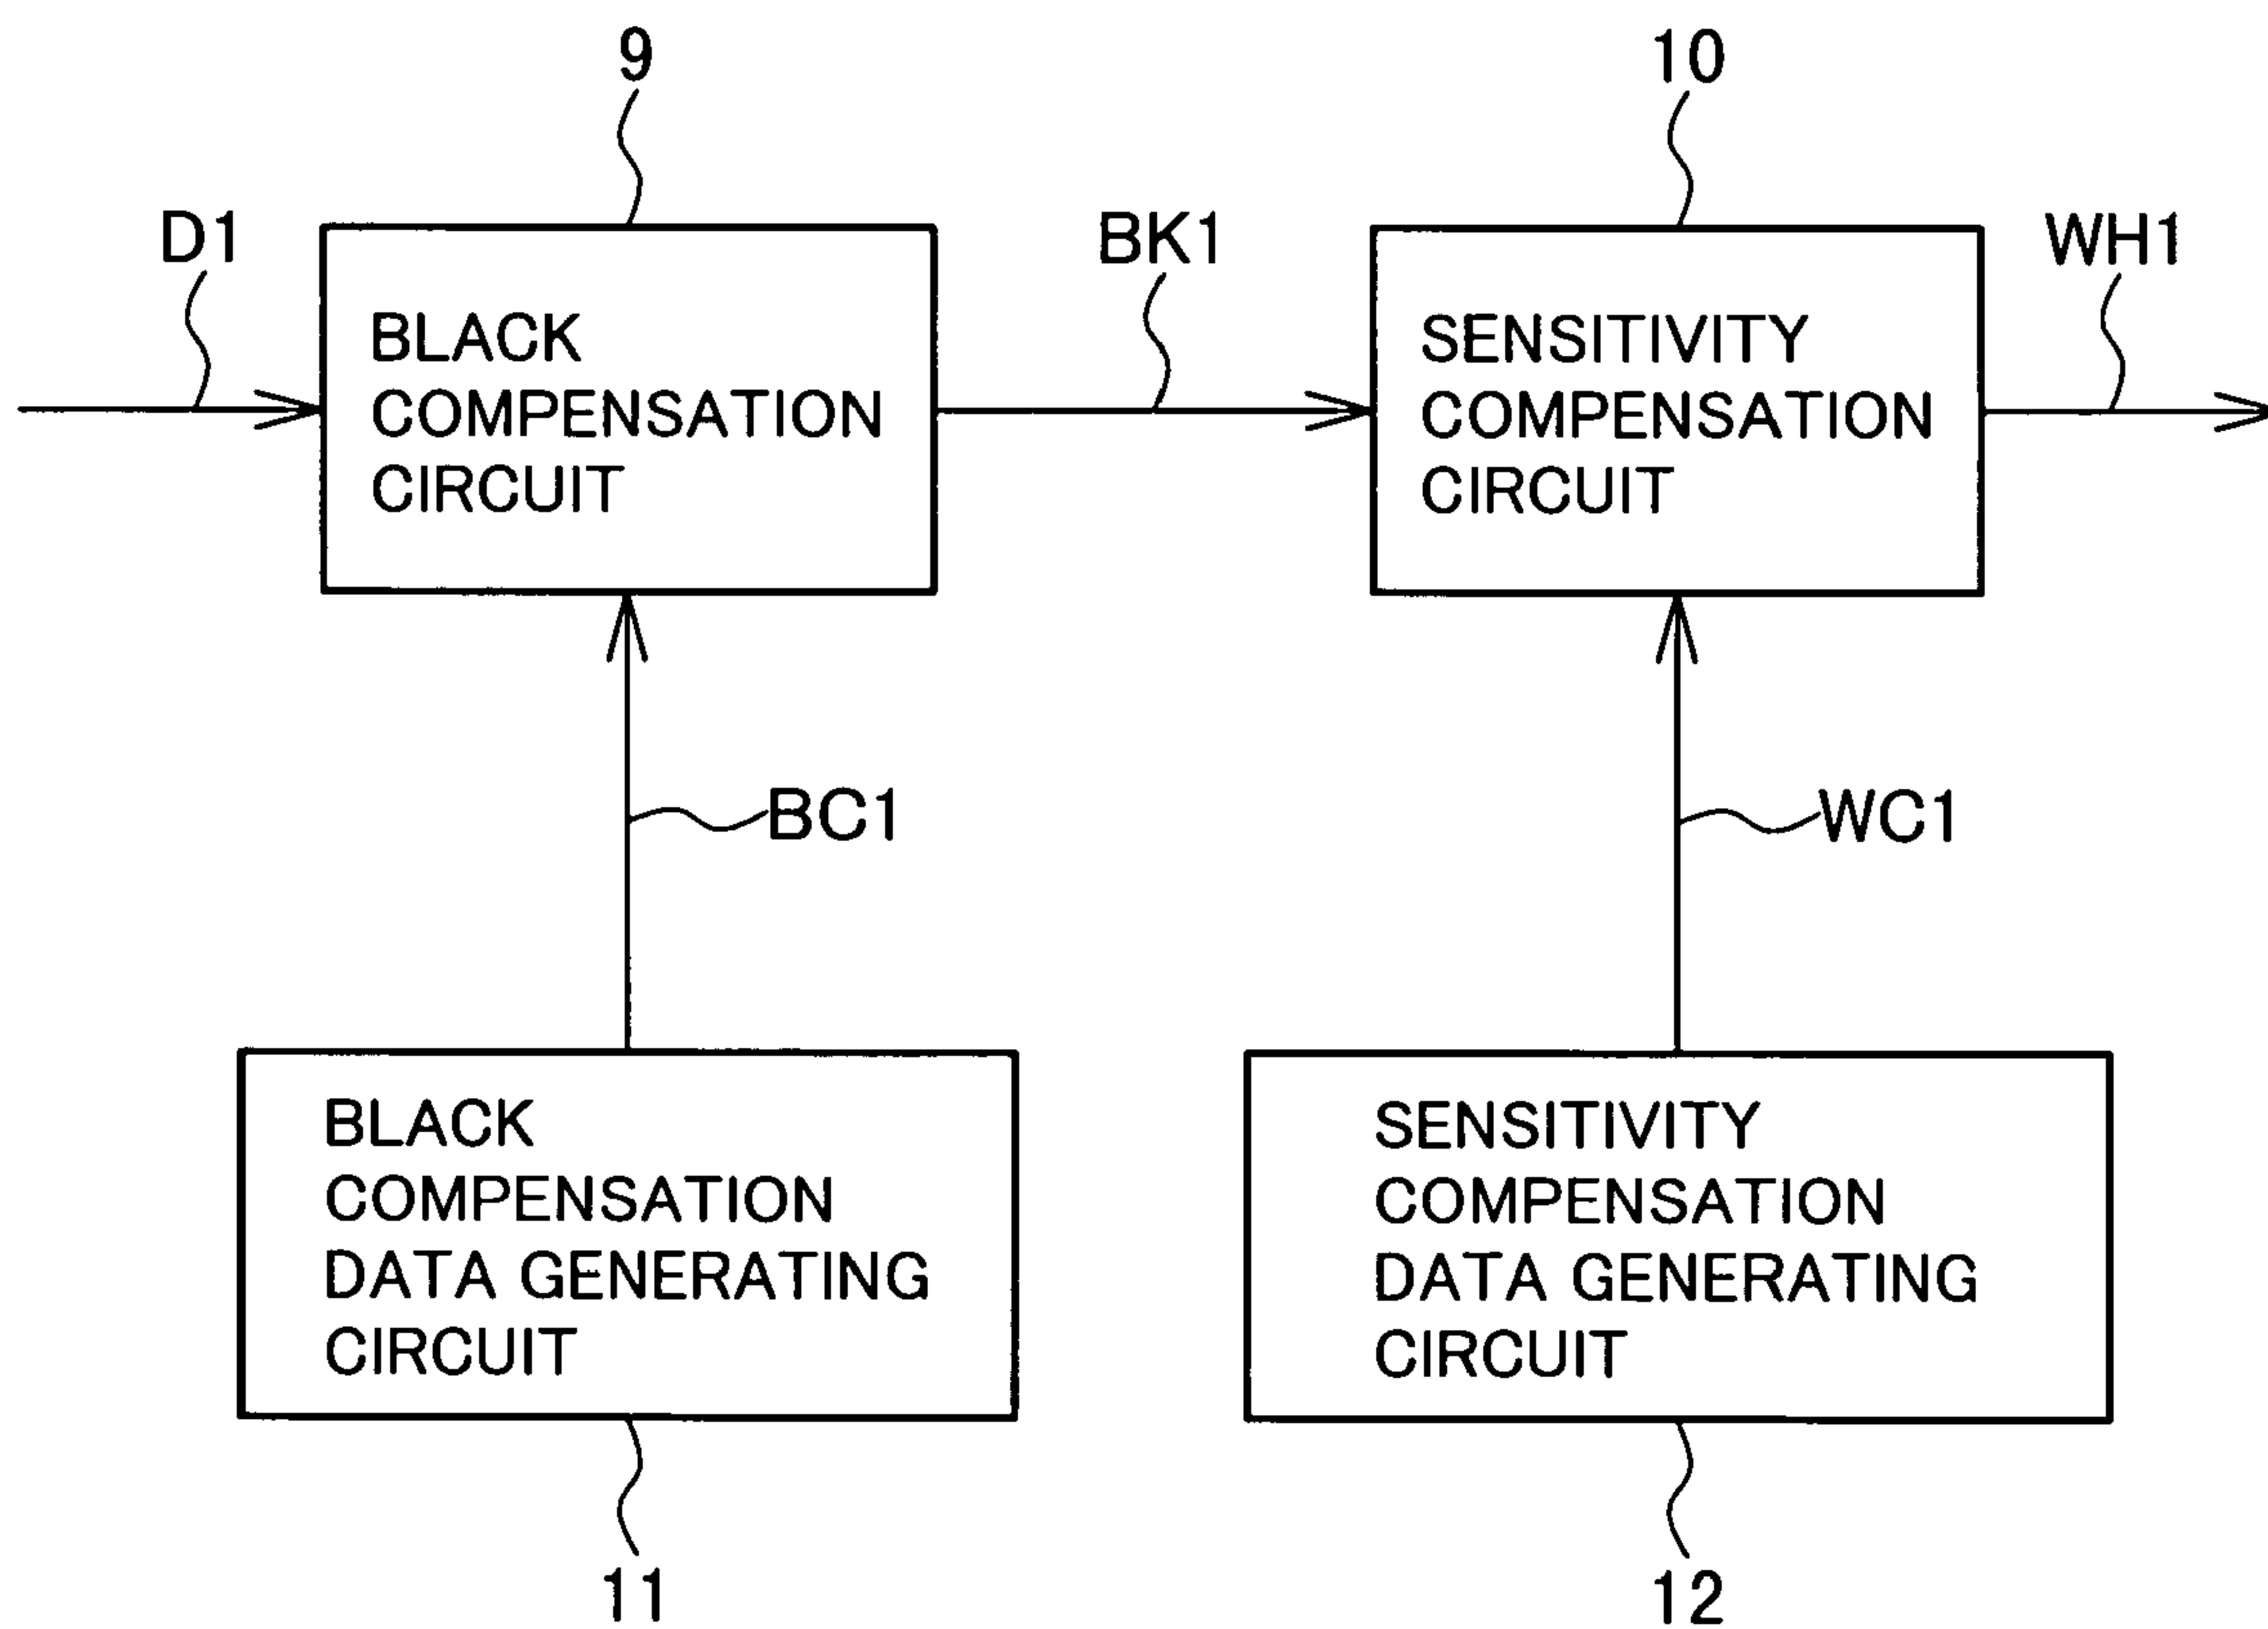 9
10
D1
BK1
WH1
BLACK
COMPENSATION
CIRCUIT
SENSITIVITY
COMPENSATION
CIRCUIT
BC1
WC1
BLACK
COMPENSATION
DATA GENERATING
CIRCUIT
SENSITIVITY
COMPENSATION
DATA GENERATING
CIRCUIT
11
12